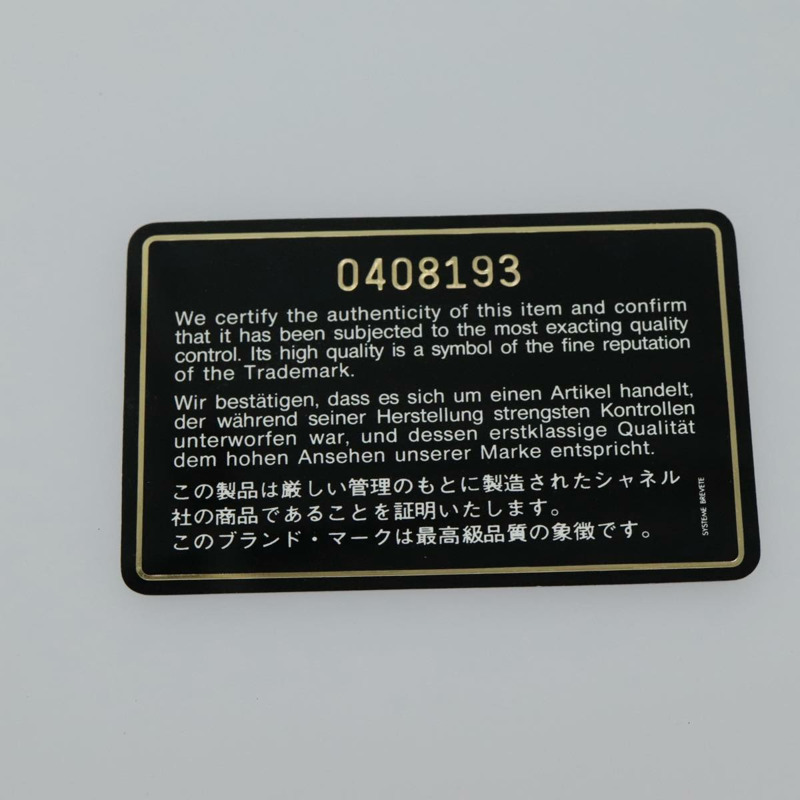 0408193
We certify the authenticity of this item and confirm
that it has been subjected to the most exacting quality
control. Its high quality is a symbol of the fine reputation
of the Trademark.
Wir bestätigen, dass es sich um einen Artikel handelt,
der während seiner Herstellung strengsten Kontrollen
unterworfen war, und dessen erstklassige Qualität
dem hohen Ansehen unserer Marke entspricht.
この製品は厳しい管理のもとに製造されたシャネル
社の商品であることを証明いたします。
このブランド・マークは最高級品質の象徴です。
SYSTEME BREVETE